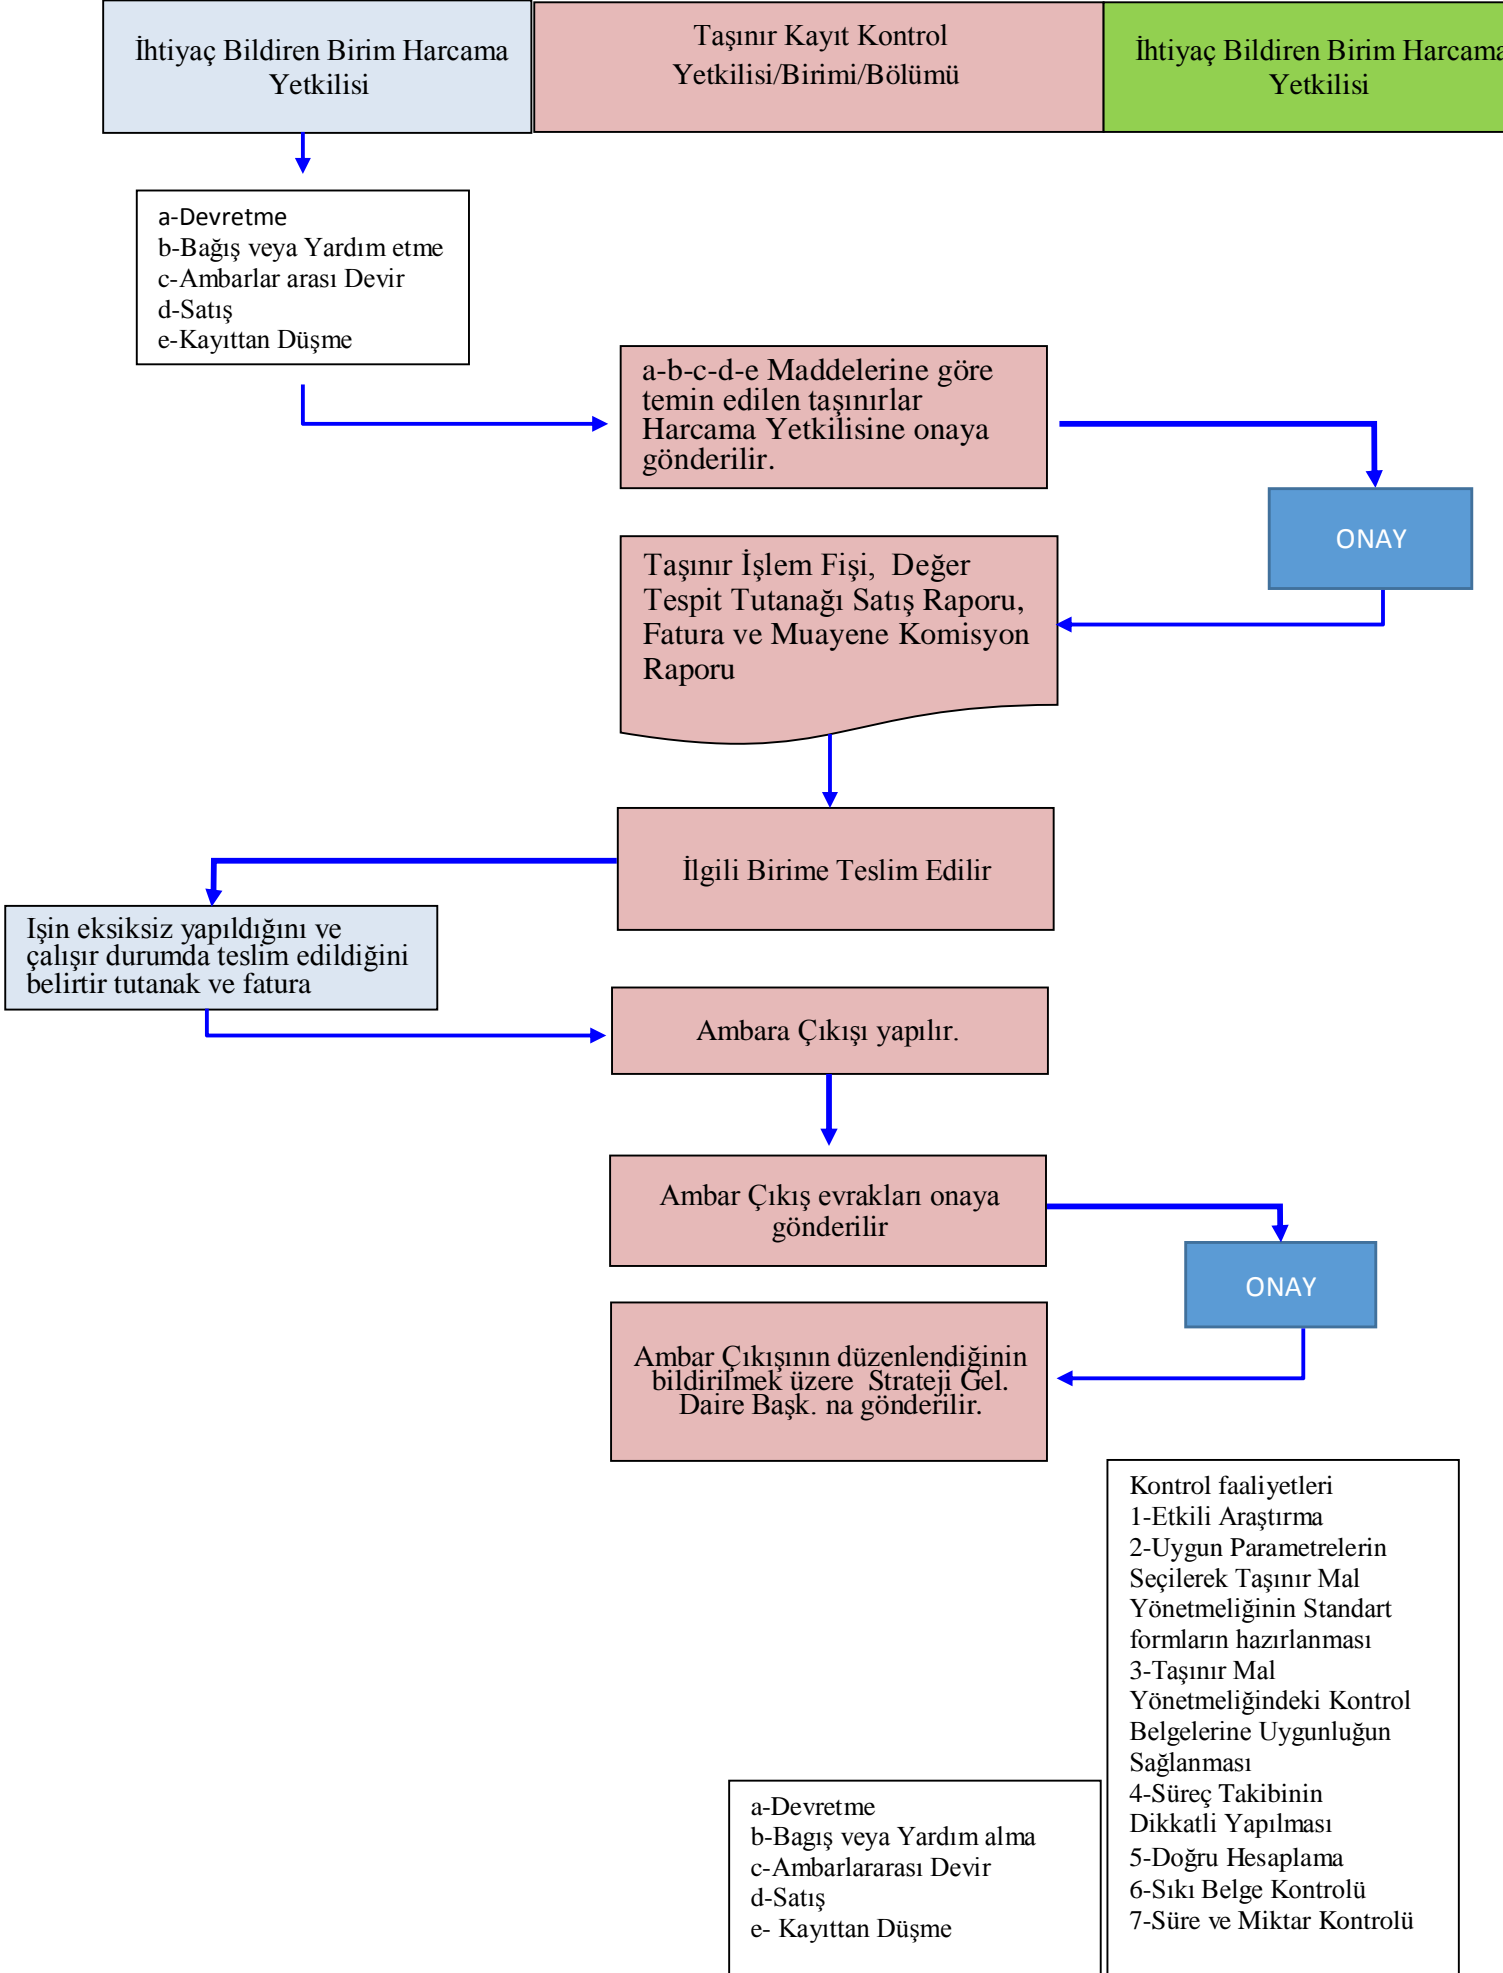 İhtiyaç Bildiren Birim Harcama
Yetkilisi
Taşınır Kayıt Kontrol
Yetkilisi/Birimi/Bölümü
İhtiyaç Bildiren Birim Harcama
Yetkilisi
a-Devretme
b-Bağış veya Yardım etme
c-Ambarlar arası Devir
d-Satış
e-Kayıttan Düşme
a-b-c-d-e Maddelerine göre
temin edilen taşınırlar
Harcama Yetkilisine onaya
gönderilir.
ONAY
Taşınır İşlem Fişi, Değer
Tespit Tutanağı Satış Raporu,
Fatura ve Muayene Komisyon
Raporu
İlgili Birime Teslim Edilir
Işin eksiksiz yapıldığını ve
çalışır durumda teslim edildiğini
belirtir tutanak ve fatura
Ambara Çıkışı yapılır.
Ambar Çıkış evrakları onaya
gönderilir
ONAY
Ambar Çıkışının düzenlendiğinin
bildirilmek üzere Strateji Gel.
Daire Başk. na gönderilir.
Kontrol faaliyetleri
1-Etkili Araştırma
2-Uygun Parametrelerin
Seçilerek Taşınır Mal
Yönetmeliğinin Standart
formların hazırlanması
3-Taşınır Mal
Yönetmeliğindeki Kontrol
Belgelerine Uygunluğun
Sağlanması
4-Süreç Takibinin
Dikkatli Yapılması
5-Doğru Hesaplama
6-Sıkı Belge Kontrolü
7-Süre ve Miktar Kontrolü
a-Devretme
b-Bagış veya Yardım alma
c-Ambarlararası Devir
d-Satış
e- Kayıttan Düşme